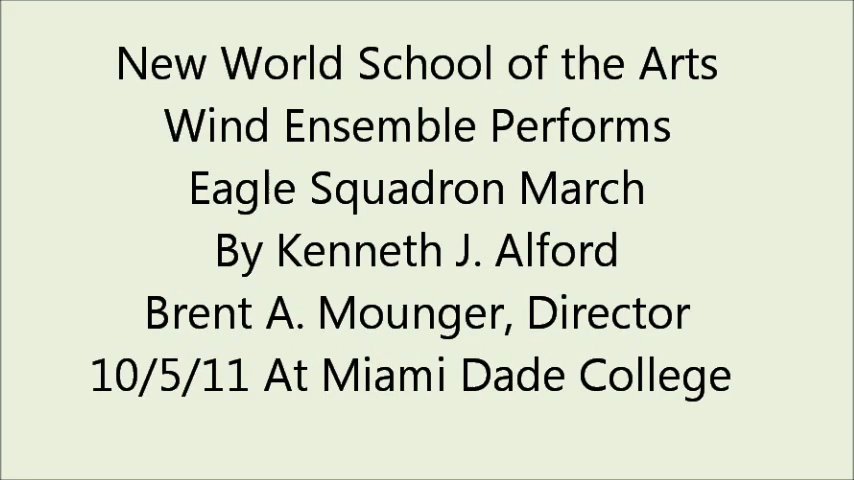 New World School of the Arts
Wind Ensemble Performs
Eagle Squadron March
By Kenneth J. Alford
Brent A. Mounger, Director
10/5/11 At Miami Dade College